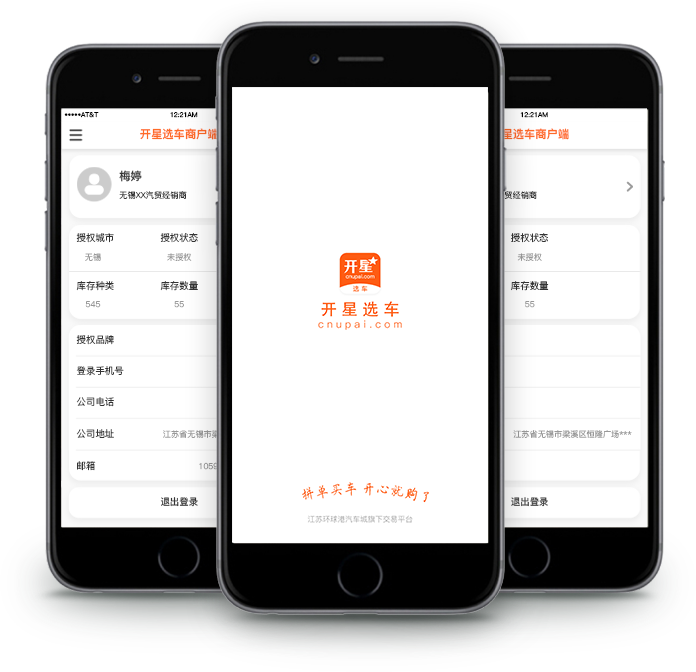 ●●●●●AT&T 12:21AM
开星选车商户端
梅婷
无锡XX汽贸经销商
授权城市 授权状态
无锡 未授权
库存种类 库存数量
545 55
授权品牌
登录手机号
公司电话
公司地址 江苏省无锡市梁
邮箱 1059
退出登录
开星
cnupai.com
选车
开星选车
cnupai.com
拼单买车 开心就购了
江苏环球港汽车城旗下交易平台
12:21AM
星选车商户端
贸经销商
授权状态
未授权
库存数量
55
江苏省无锡市梁溪区恒隆广场***
退出登录